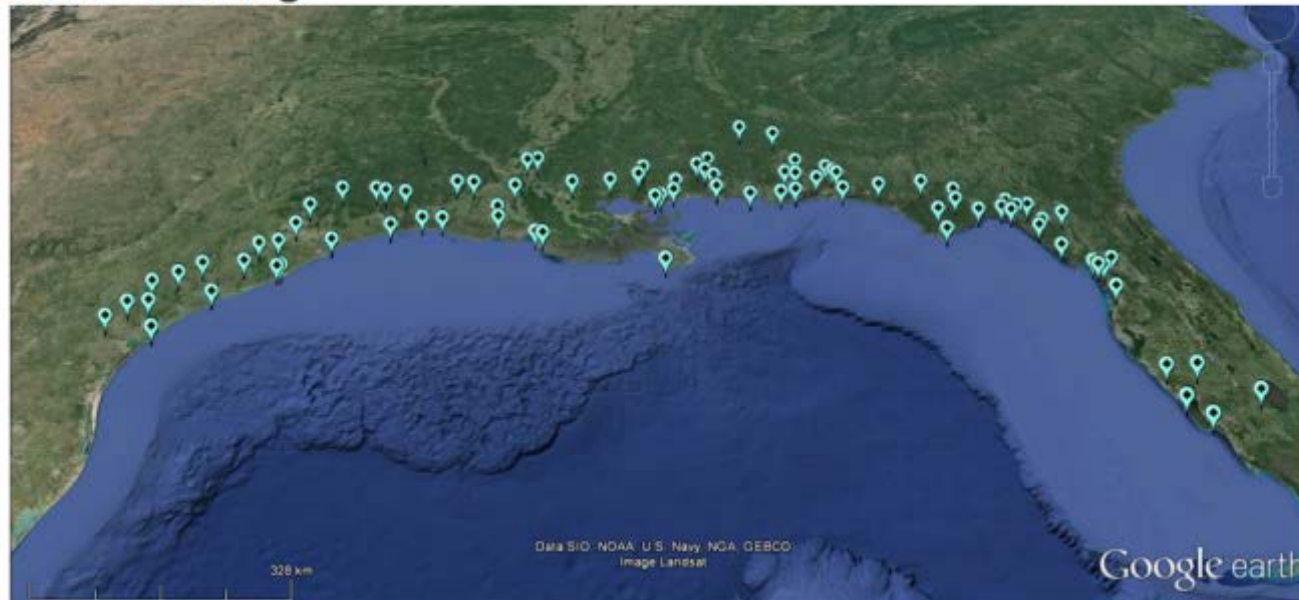 328 km
Data SIO, NOAA, U.S. Navy, NGA, GEBCO
Image Landsat
Google earth